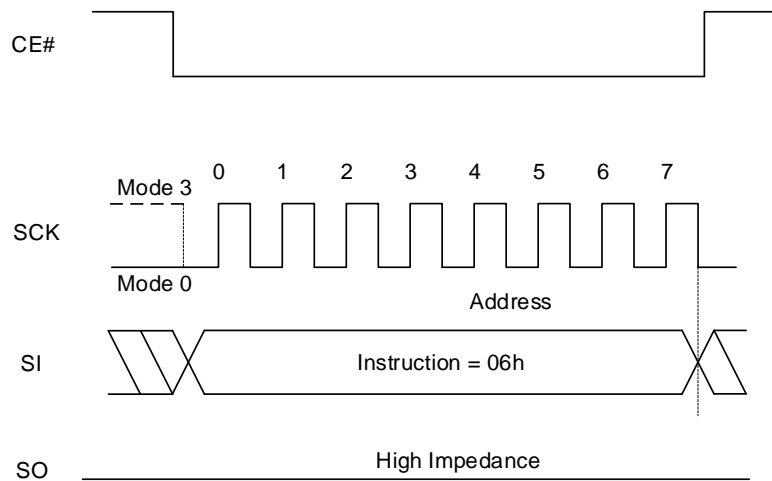 CE#
0 1 2 3 4 5 6 7
Mode 3
SCK
Mode 0
Address
SI
Instruction = 06h
High Impedance
SO